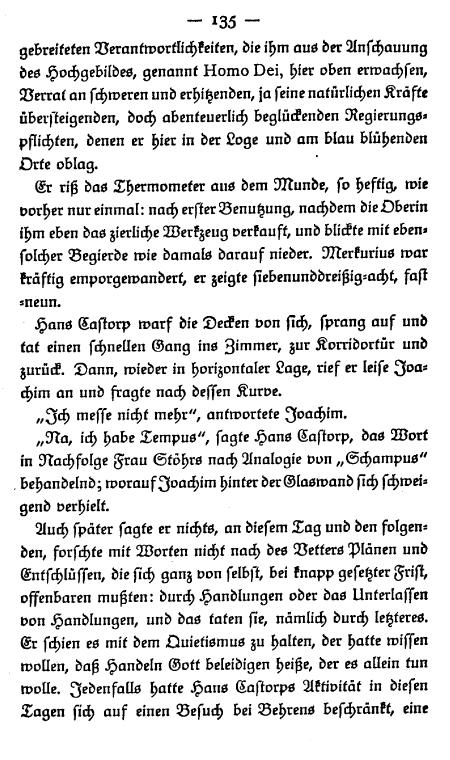 — 135 —
gebreiteten Verantwortlichkeiten, die ihm aus der Anschauung
des Hochgebildes, genannt Homo Dei, hier oben erwachsen,
Verrat an schweren und erhitzenden, ja seine natürlichen Kräfte
übersteigenden, doch abenteuerlich beglückenden Regierungs-
pflichten, denen er hier in der Loge und am blau blühenden
Orte oblag.
Er riß das Thermometer aus dem Munde, so heftig, wie
vorher nur einmal: nach erster Benutzung, nachdem die Oberin
ihm eben das zierliche Werkzeug verkauft, und blickte mit eben-
solcher Begierde wie damals darauf nieder. Merkurius war
kräftig emporgewandert, er zeigte siebenunddreißig-acht, fast
-neun.
Hans Castorp warf die Decken von sich, sprang auf und
tat einen schnellen Gang ins Zimmer, zur Korridortür und
zurück. Dann, wieder in horizontaler Lage, rief er leise Joa-
chim an und fragte nach dessen Kurve.
„Ich messe nicht mehr“, antwortete Joachim.
„Na, ich habe Tempus“, sagte Hans Castorp, das Wort
in Nachfolge Frau Stöhrs nach Analogie von „Schampus“
behandelnd; worauf Joachim hinter der Glaswand sich schwei-
gend verhielt.
Auch später sagte er nichts, an diesem Tag und den folgen-
den, forschte mit Worten nicht nach des Vetters Plänen und
Entschlüssen, die sich ganz von selbst, bei knapp gesetzter Frist,
offenbaren mußten: durch Handlungen oder das Unterlassen
von Handlungen, und das taten sie, nämlich durch letzteres.
Er schien es mit dem Quietismus zu halten, der hatte wissen
wollen, daß Handeln Gott beleidigen heiße, der es allein tun
wolle. Jedenfalls hatte Hans Castorps Aktivität in diesen
Tagen sich auf einen Besuch bei Behrens beschränkt, eine